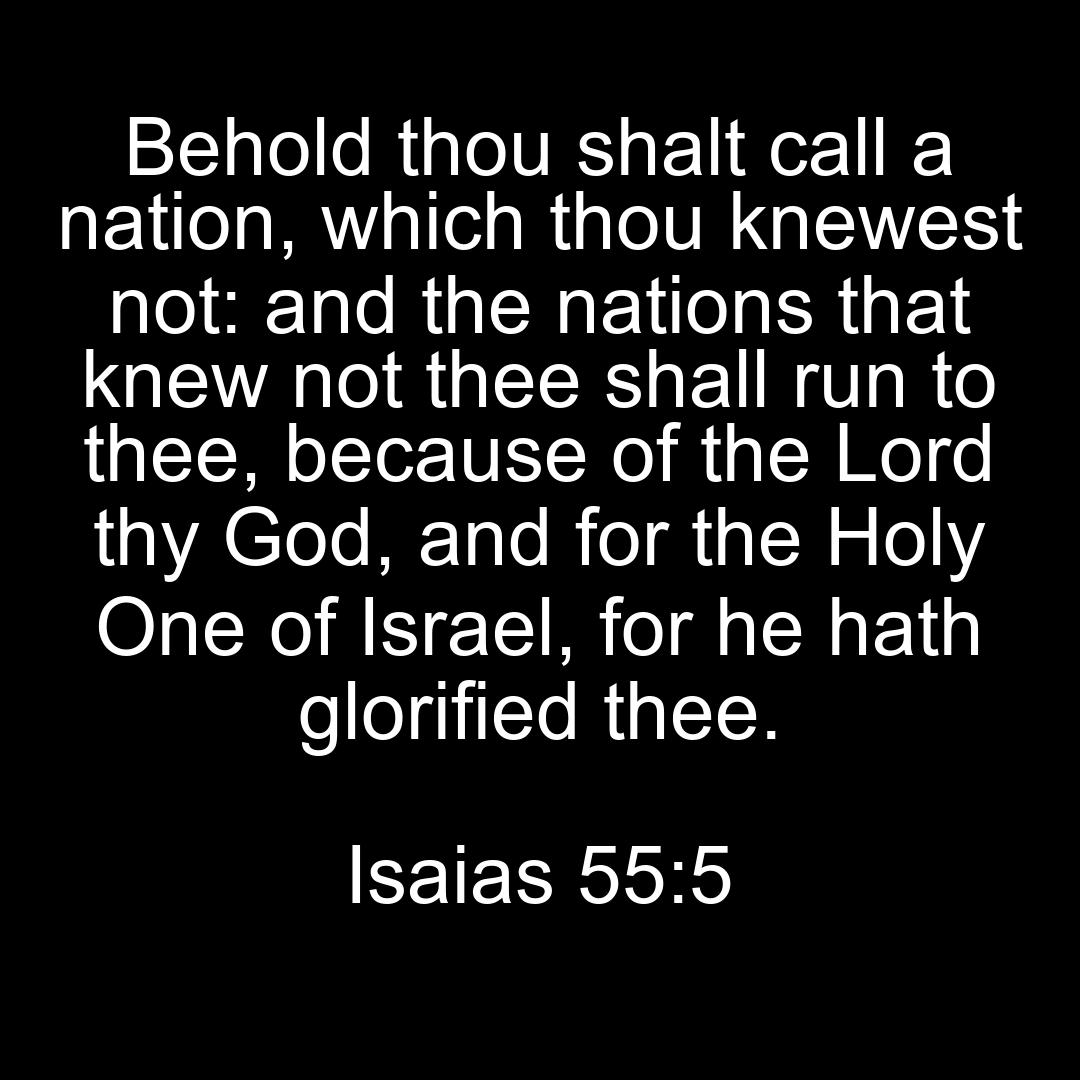 Behold thou shalt call a
nation, which thou knewest
not: and the nations that
knew not thee shall run to
thee, because of the Lord
thy God, and for the Holy
One of Israel, for he hath
glorified thee.
Isaias 55:5